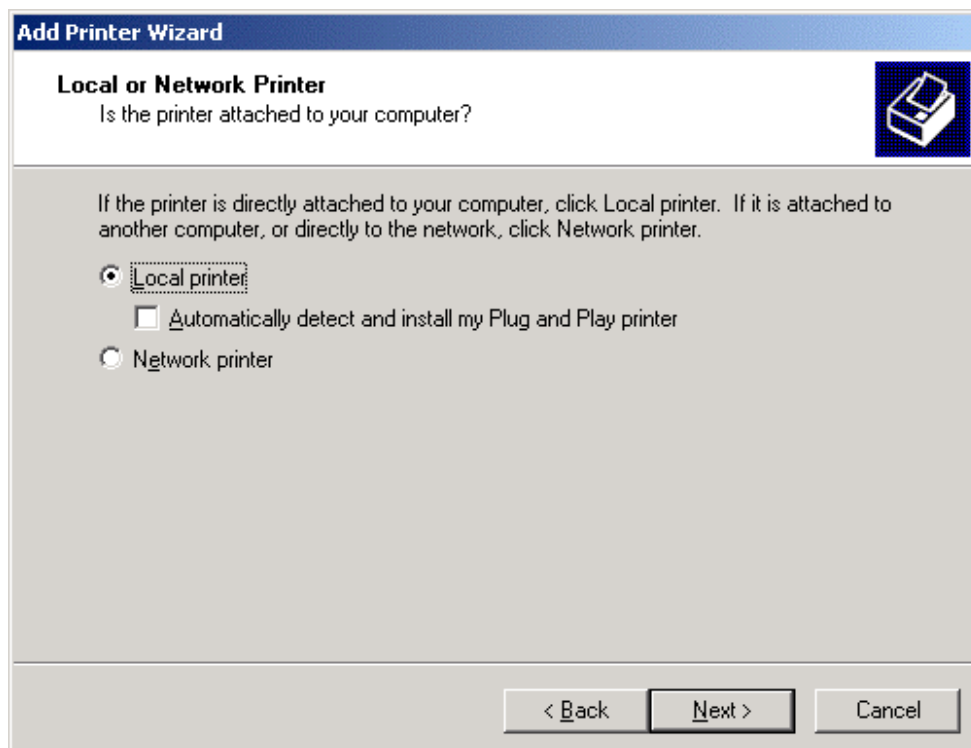 Add Printer Wizard
Local or Network Printer
Is the printer attached to your computer?
If the printer is directly attached to your computer, click Local printer.  If it is attached to
another computer, or directly to the network, click Network printer.
Local printer
Automatically detect and install my Plug and Play printer
Network printer
< Back
Next >
Cancel